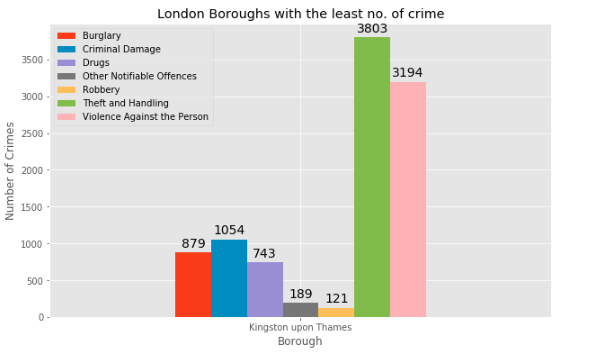 London Boroughs with the least no. of crime
Burglary
Criminal Damage
Drugs
Other Notifiable Offences
Robbery
Theft and Handling
Violence Against the Person
Number of Crimes
3500
3000
2500
2000
1500
1000
500
0
879
1054
743
189
121
3803
3194
Kingston upon Thames
Borough